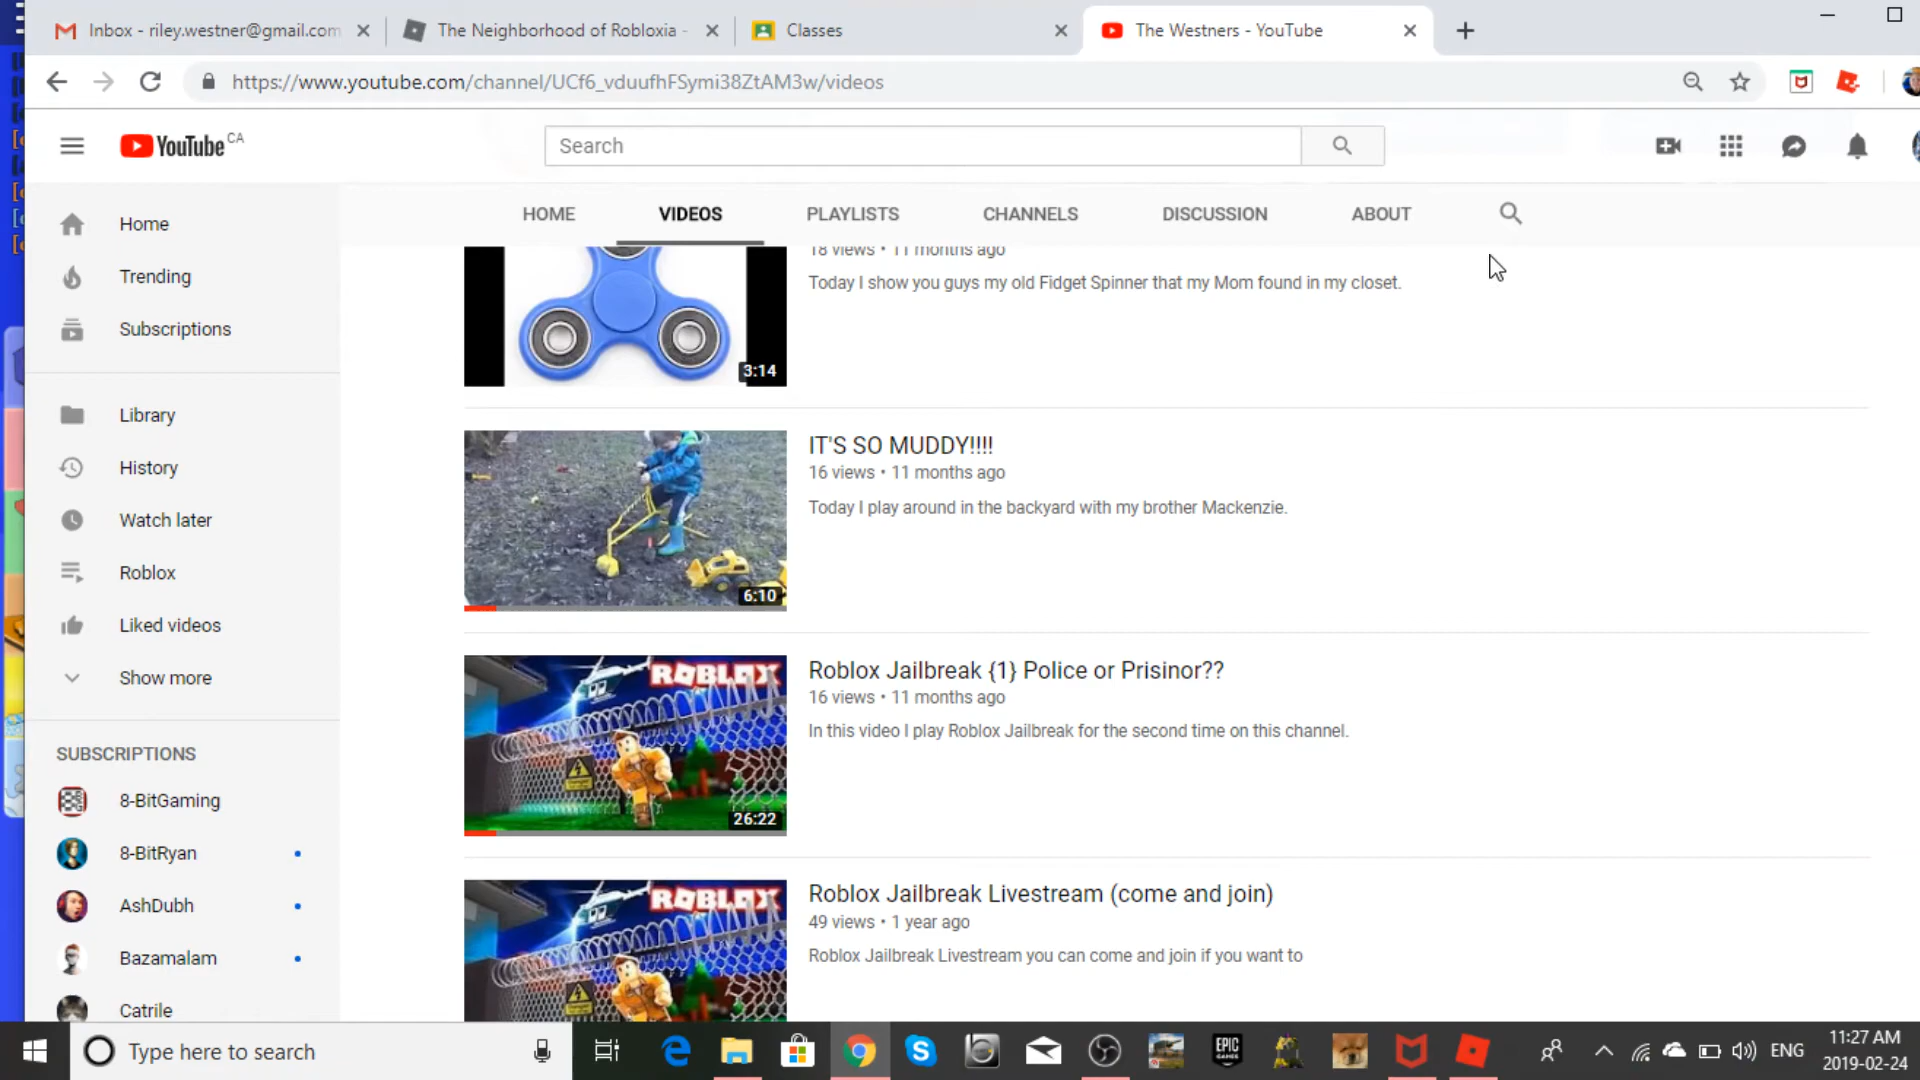 Inbox - riley.westner@gmail.com
The Neighborhood of Robloxia -
Classes
The Westners - YouTube
https://www.youtube.com/channel/UCf6_vduufhFSymi38ZtAM3w/videos
YouTube CA
Search
HOME
VIDEOS
PLAYLISTS
CHANNELS
DISCUSSION
ABOUT
Home
Trending
Subscriptions
Library
History
Watch later
Roblox
Liked videos
Show more
SUBSCRIPTIONS
8-BitGaming
8-BitRyan
AshDubh
Bazamalam
Catrile
18 views • 11 months ago
Today I show you guys my old Fidget Spinner that my Mom found in my closet.
3:14
IT'S SO MUDDY!!!!
16 views • 11 months ago
Today I play around in the backyard with my brother Mackenzie.
6:10
Roblox Jailbreak {1} Police or Prisinor??
16 views • 11 months ago
In this video I play Roblox Jailbreak for the second time on this channel.
ROBLOX
26:22
Roblox Jailbreak Livestream (come and join)
49 views • 1 year ago
Roblox Jailbreak Livestream you can come and join if you want to
ROBLOX
Type here to search
EPIC GAMES
ENG
11:27 AM
2019-02-24